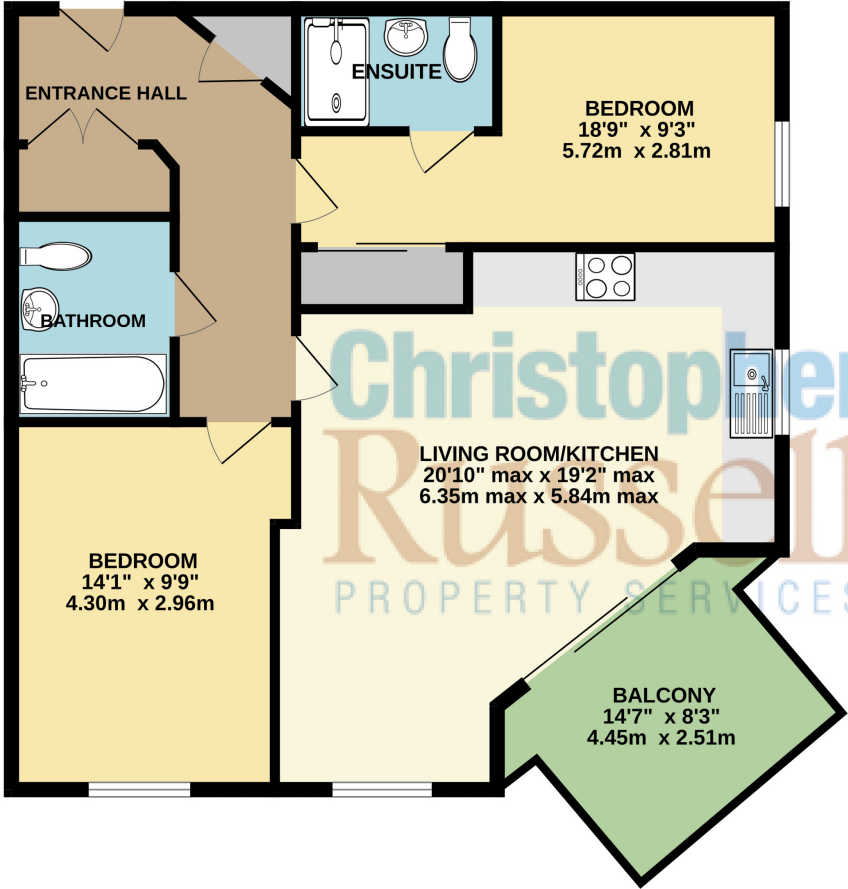 ENTRANCE HALL
ENSUITE
BEDROOM
18'9" x 9'3"
5.72m x 2.81m
BATHROOM
Christopher
Russell
PROPERTY SERVICES
LIVING ROOM/KITCHEN
20'10" max x 19'2" max
6.35m max x 5.84m max
BEDROOM
14'1" x 9'9"
4.30m x 2.96m
BALCONY
14'7" x 8'3"
4.45m x 2.51m